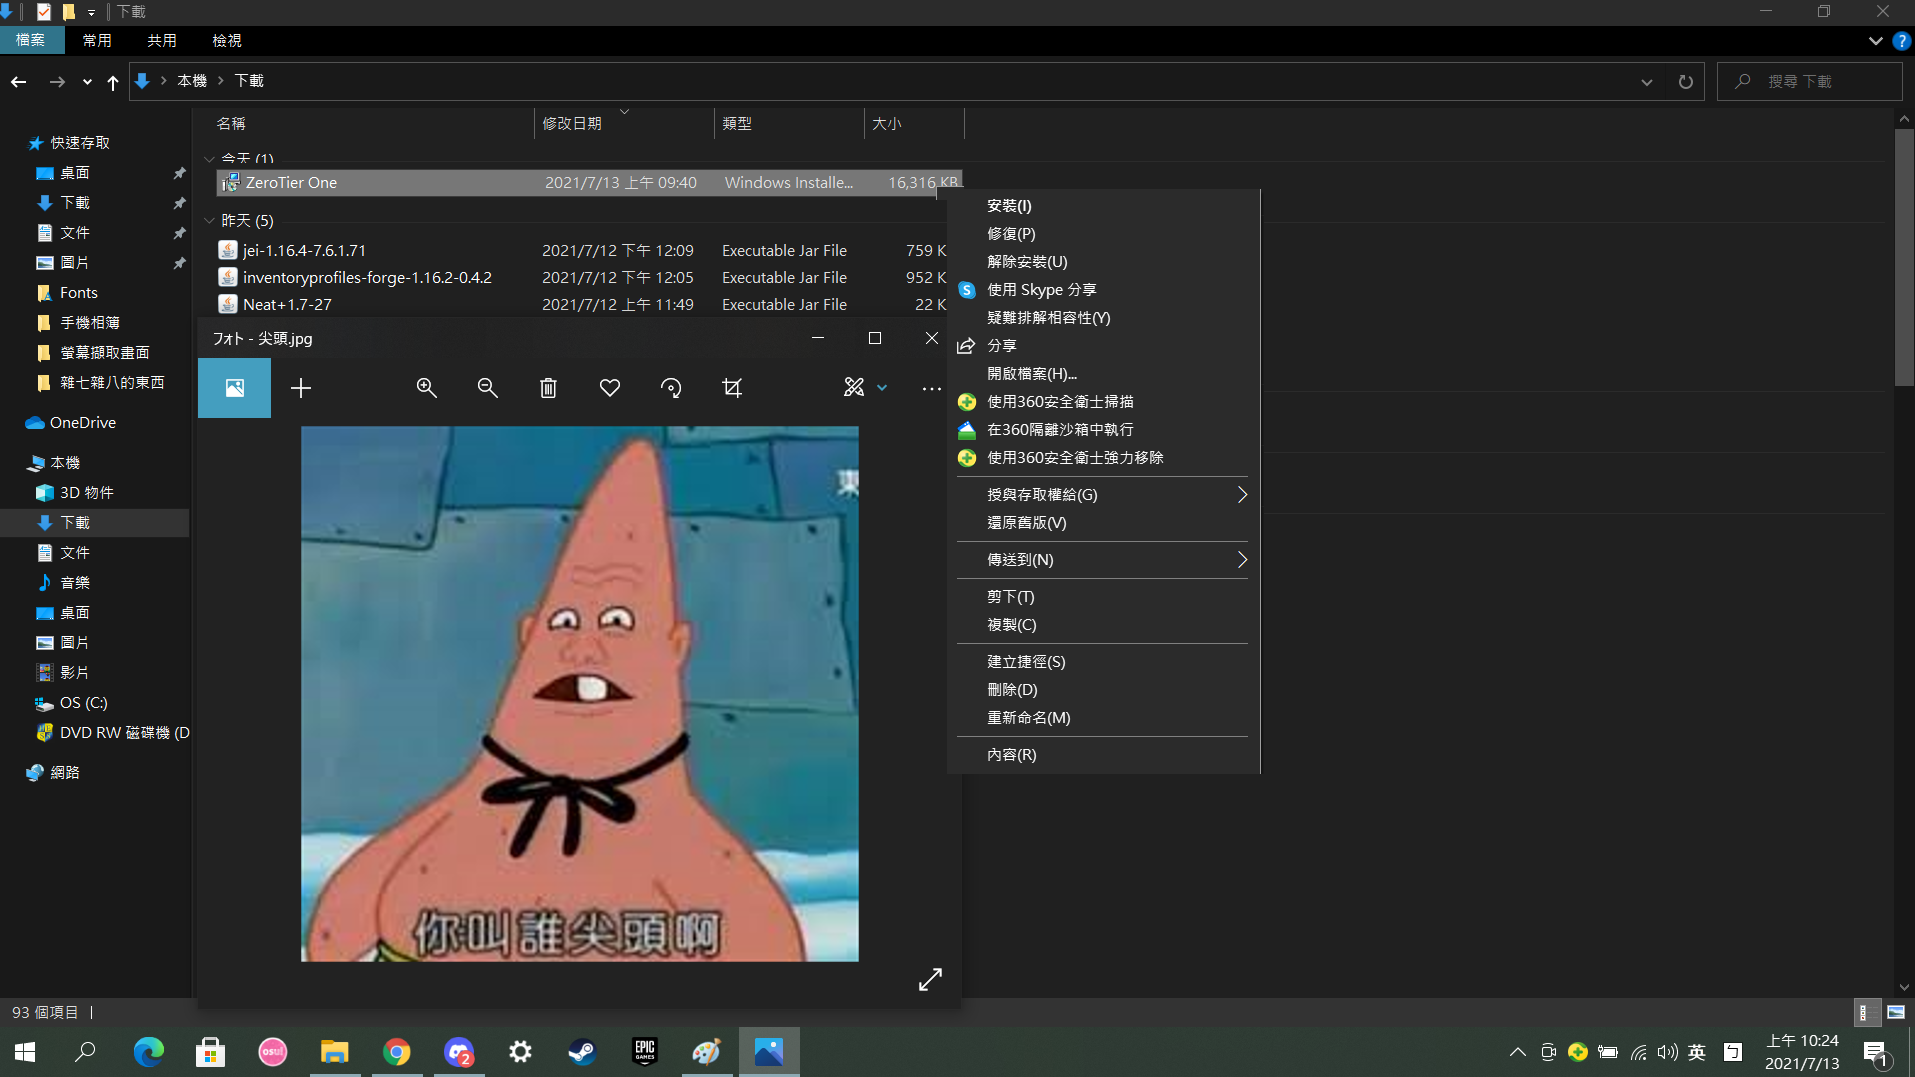 下載
檔案 常用 共用 檢視
本機 下載 搜尋 下載
名稱 修改日期 類型 大小
今天 (1)
ZeroTier One 2021/7/13 上午 09:40 Windows Installe... 16,316 KB
昨天 (5)
jei-1.16.4-7.6.1.71 2021/7/12 下午 12:09 Executable Jar File 759 K
inventoryprofiles-forge-1.16.2-0.4.2 2021/7/12 下午 12:05 Executable Jar File 952 K
Neat+1.7-27 2021/7/12 上午 11:49 Executable Jar File 22 K
快速存取
桌面
下載
文件
圖片
Fonts
手機相簿
螢幕擷取畫面
雜七雜八的東西
OneDrive
本機
3D 物件
下載
文件
音樂
桌面
圖片
影片
OS (C:)
DVD RW 磁碟機 (D
網路
フォト - 尖頭.jpg
你叫誰尖頭啊
安裝(I)
修復(P)
解除安裝(U)
使用 Skype 分享
疑難排解相容性(Y)
分享
開啟檔案(H)...
使用360安全衛士掃描
在360隔離沙箱中執行
使用360安全衛士強力移除
授與存取權給(G)
還原舊版(V)
傳送到(N)
剪下(T)
複製(C)
建立捷徑(S)
刪除(D)
重新命名(M)
內容(R)
93 個項目
osu!
2
EPIC
GAMES
英
ㄅ
上午 10:24
2021/7/13
1